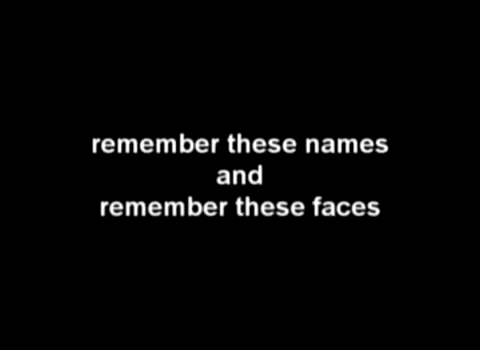 remember these names
and
remember these faces